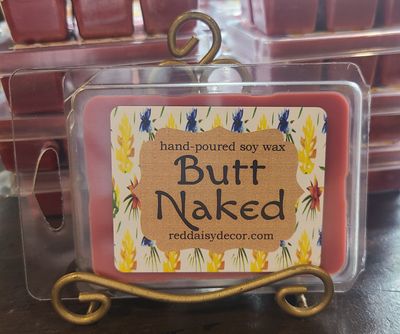 hand-poured soy wax
Butt
Naked
reddaisydecor.com